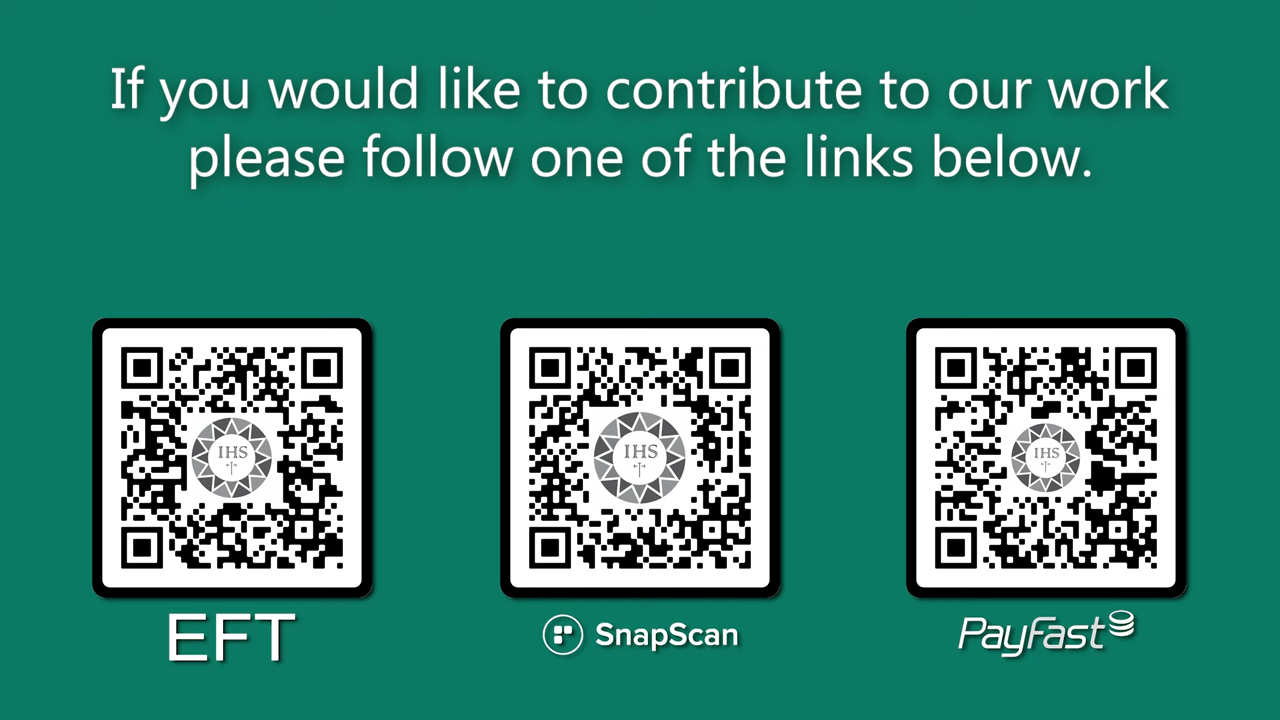 If you would like to contribute to our work
please follow one of the links below.
IHS
IHS
IHS
EFT
SnapScan
PayFast